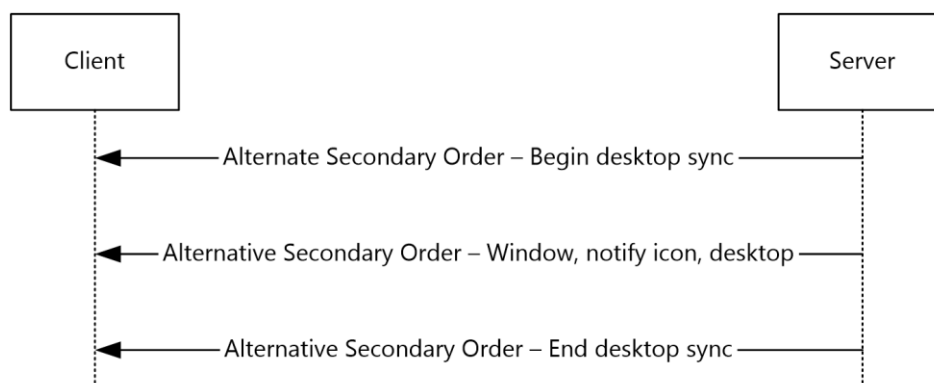 Client
Server
Alternate Secondary Order – Begin desktop sync
Alternative Secondary Order – Window, notify icon, desktop
Alternative Secondary Order – End desktop sync